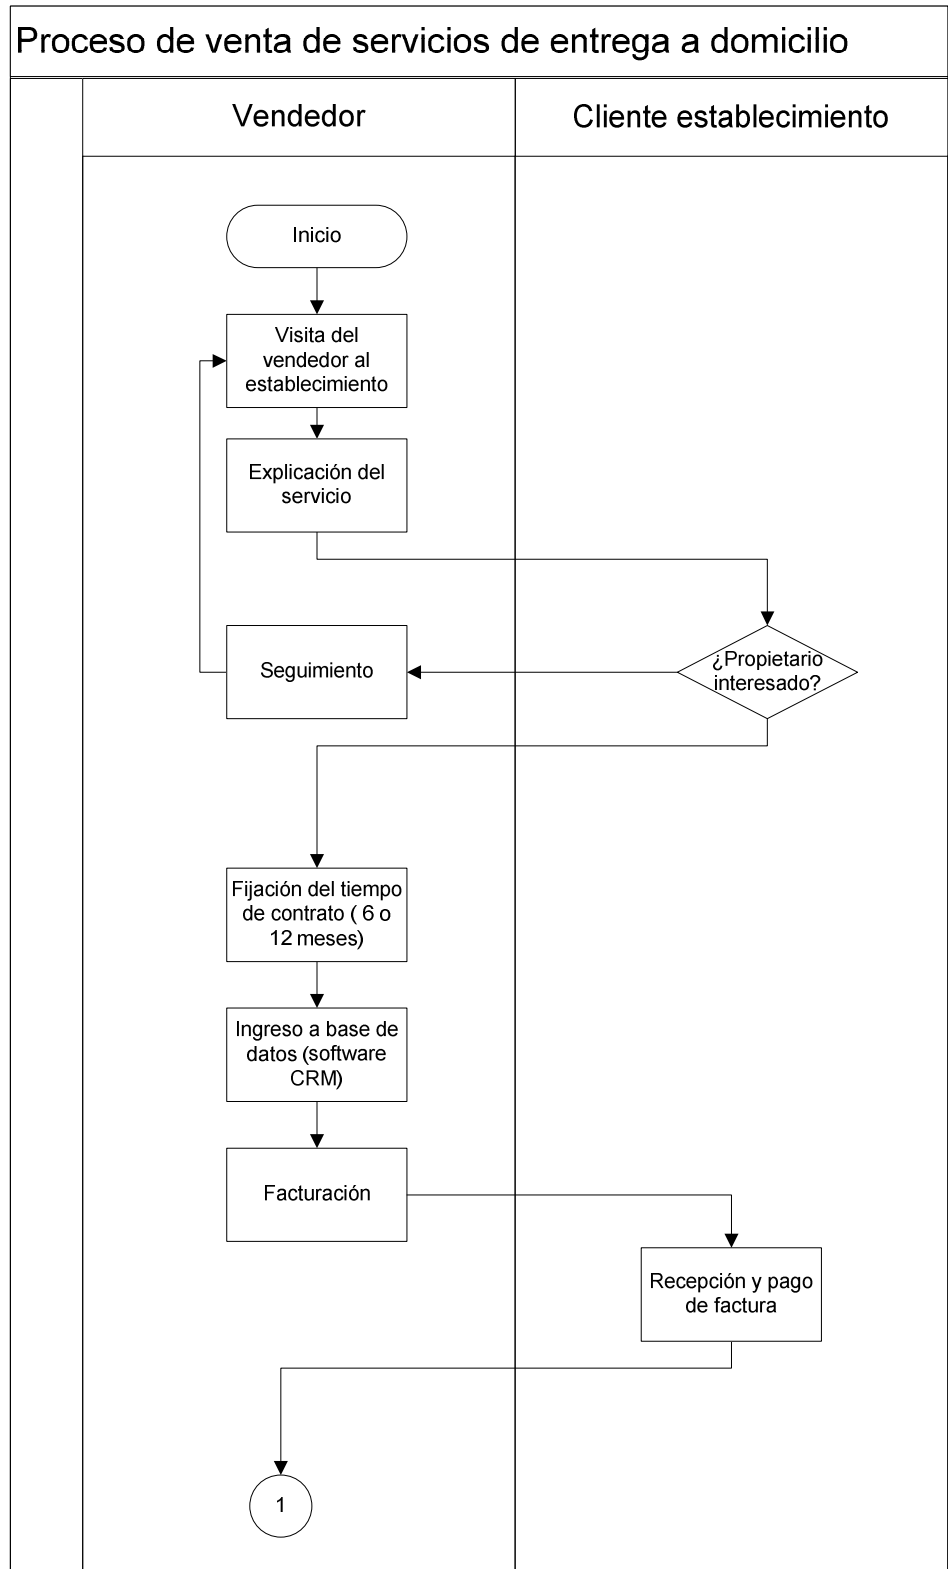 Proceso de venta de servicios de entrega a domicilio
Vendedor
Cliente establecimiento
Inicio
Visita del
vendedor al
establecimiento
Explicación del
servicio
Seguimiento
¿Propietario
interesado?
Fijación del tiempo
de contrato ( 6 o
12 meses)
Ingreso a base de
datos (software
CRM)
Facturación
Recepción y pago
de factura
1